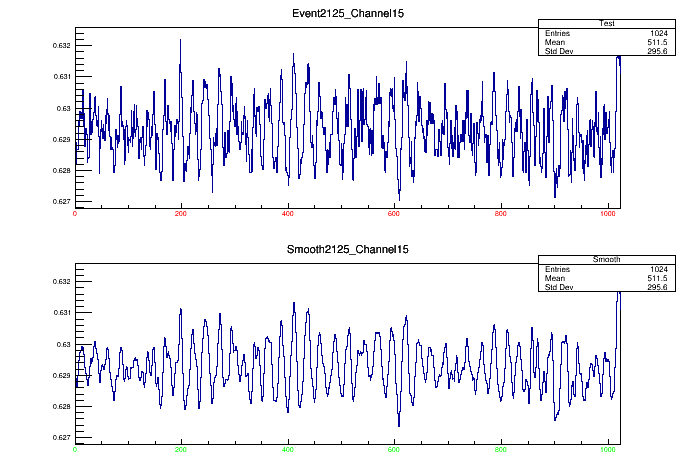 Event2125_Channel15
Test
Entries 1024
Mean 511.5
Std Dev 295.6
0.632
0.631
0.63
0.629
0.628
0.627
0 200 400 600 800 1000
Smooth2125_Channel15
Smooth
Entries 1024
Mean 511.5
Std Dev 295.6
0.632
0.631
0.63
0.629
0.628
0.627
0 200 400 600 800 1000